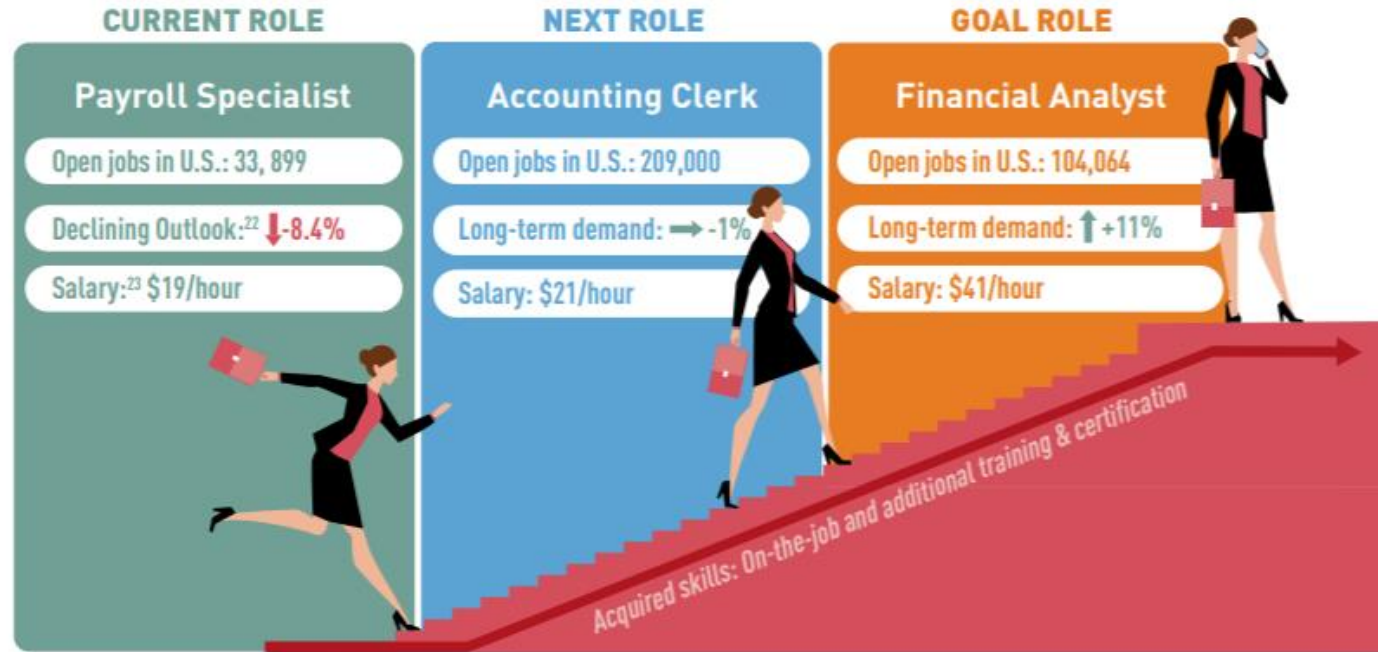 CURRENT ROLE
Payroll Specialist
Open jobs in U.S.: 33, 899
Declining Outlook:²² ↓-8.4%
Salary:²³ $19/hour
NEXT ROLE
Accounting Clerk
Open jobs in U.S.: 209,000
Long-term demand: → -1%
Salary: $21/hour
GOAL ROLE
Financial Analyst
Open jobs in U.S.: 104,064
Long-term demand: ↑ +11%
Salary: $41/hour
Acquired skills: On-the-job and additional training & certification